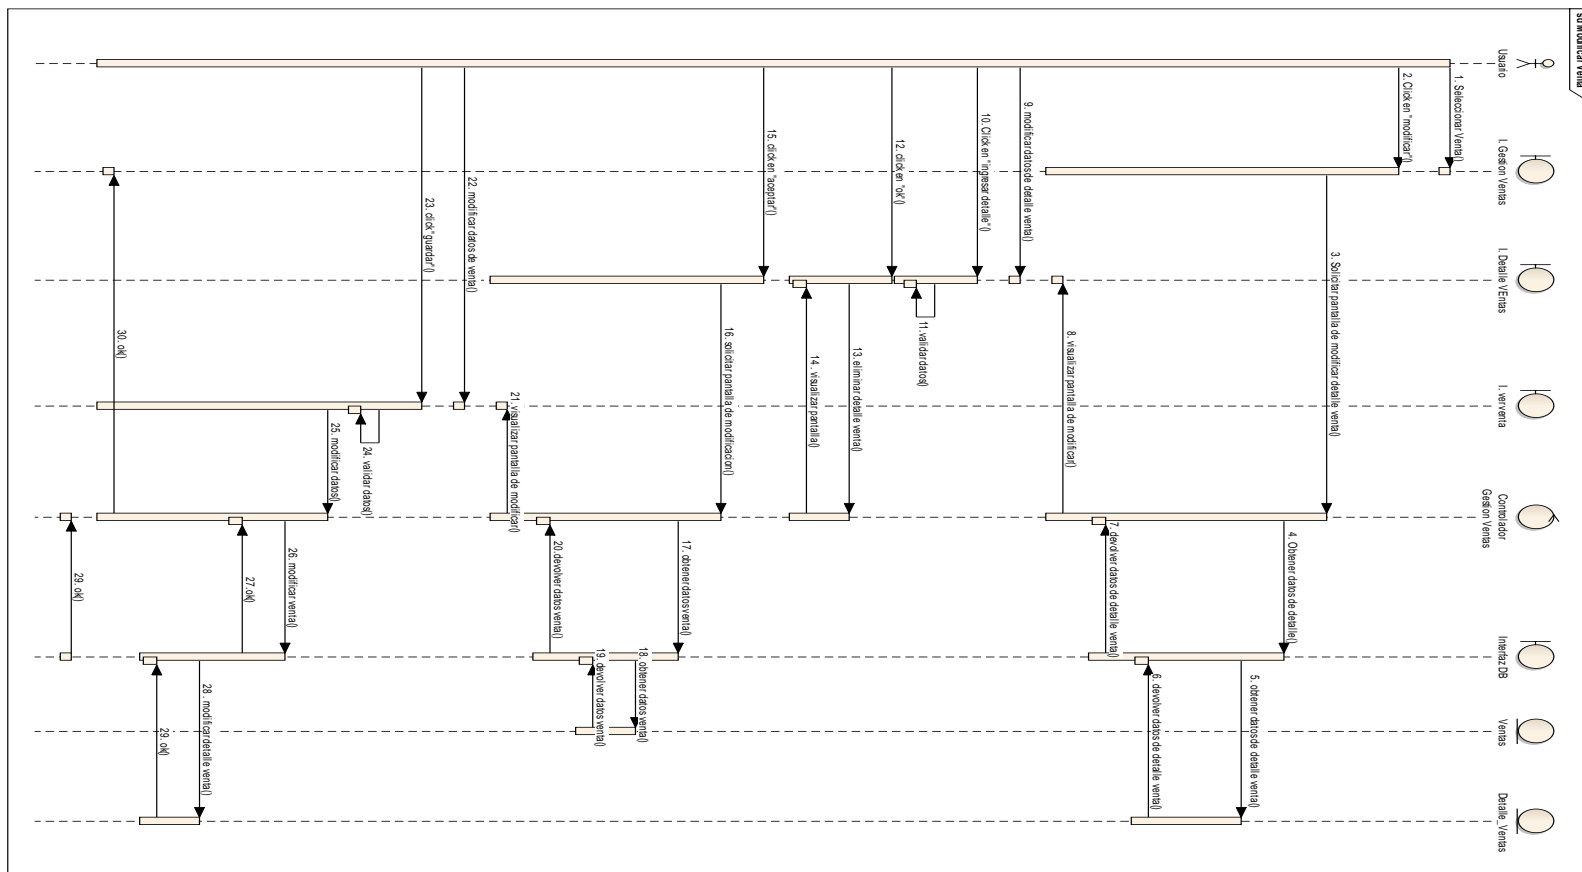 sd Modificar Venta
Usuario
I. Gestion Ventas
I. Detalle VEntas
I. verventa
Controlador
Gestion Ventas
Interfaz DB
Ventas
Detalle_Ventas
1. Seleccionar Venta()
2. Click en "modificar"()
3. Solicitar pantalla de modificar detalle venta()
4. Obtener datos de detalle()
5. obtener datos de detalle venta()
6. devolver datos de detalle venta()
7. devolver datos de detalle venta()
8. visualizar pantalla de modificar()
9. modificar datos de detalle venta()
10. Click en "ingresar detalle"()
11. validar datos()
12. click en "ok"()
13. eliminar detalle venta()
14 . visualizar pantalla()
15. click en "aceptar"()
16. solicitar pantalla de modificacion()
17. obtener datos venta()
18. obtener datos venta()
19. devolver datos venta()
20. devolver datos venta()
21. visualizar pantalla de modificar()
22. modificar datos de venta()
23. click "guardar"()
24. validar datos()
25. modificar datos()
26. modificar venta()
27. ok()
28 . modificar detalle venta()
29. ok()
29. ok()
30. ok()